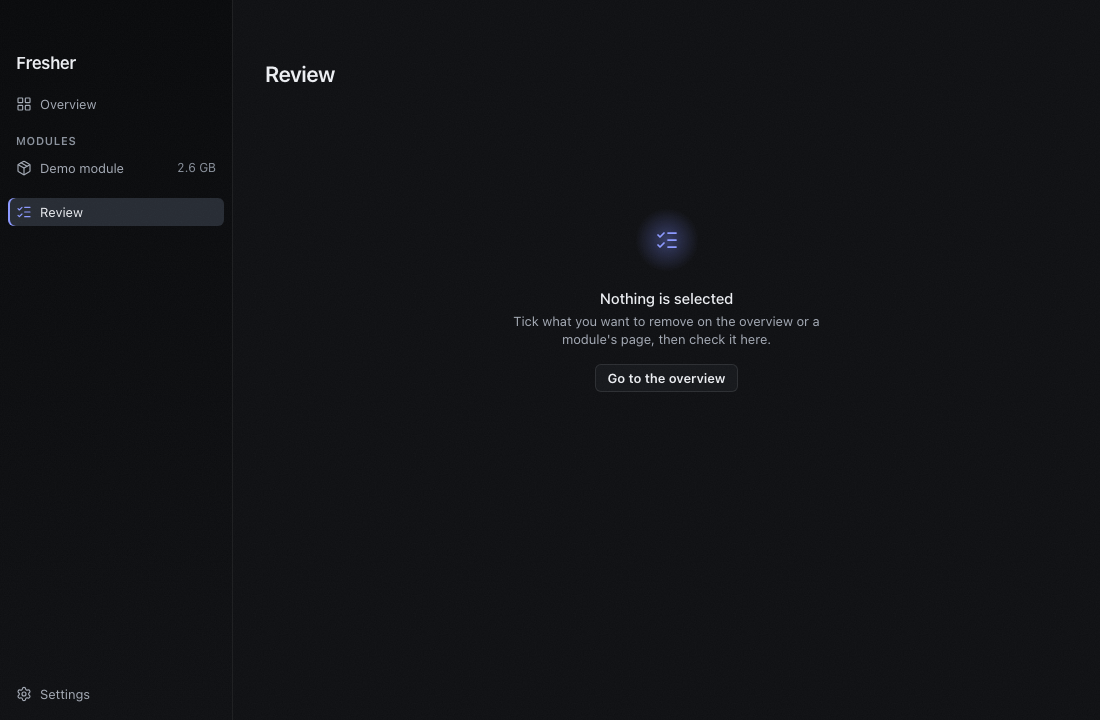 Fresher
Overview
MODULES
Demo module 2.6 GB
Review
Settings
Review
Nothing is selected
Tick what you want to remove on the overview or a
module's page, then check it here.
Go to the overview